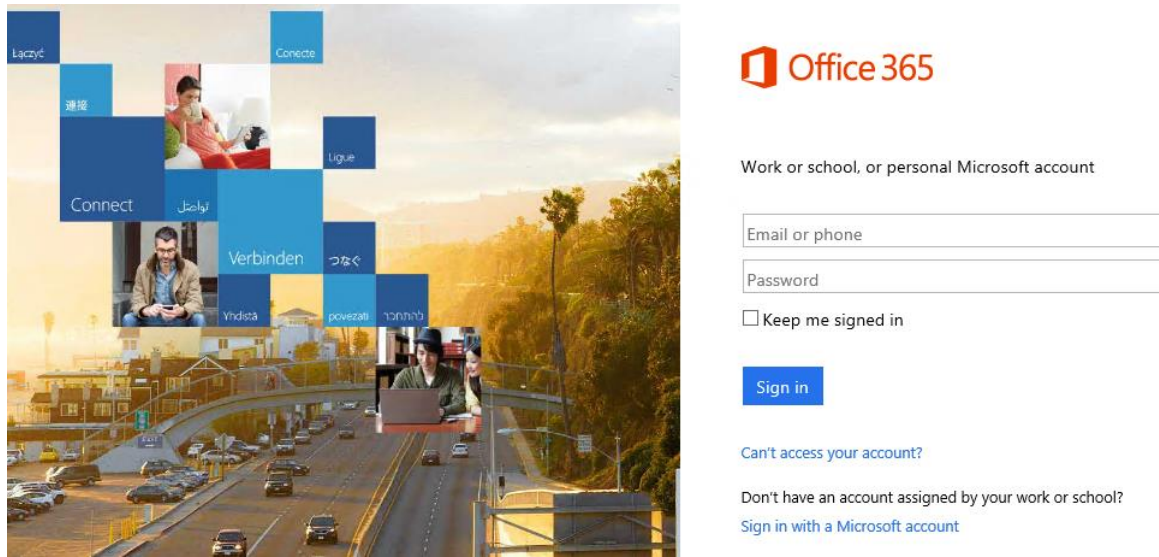 Łączyć
Conecte
連接
Ligue
Connect
تواصل
Verbinden
つなぐ
Yhdistä
povezati
להתחבר
Office 365
Work or school, or personal Microsoft account
Email or phone
Password
Keep me signed in
Sign in
Can't access your account?
Don't have an account assigned by your work or school?
Sign in with a Microsoft account